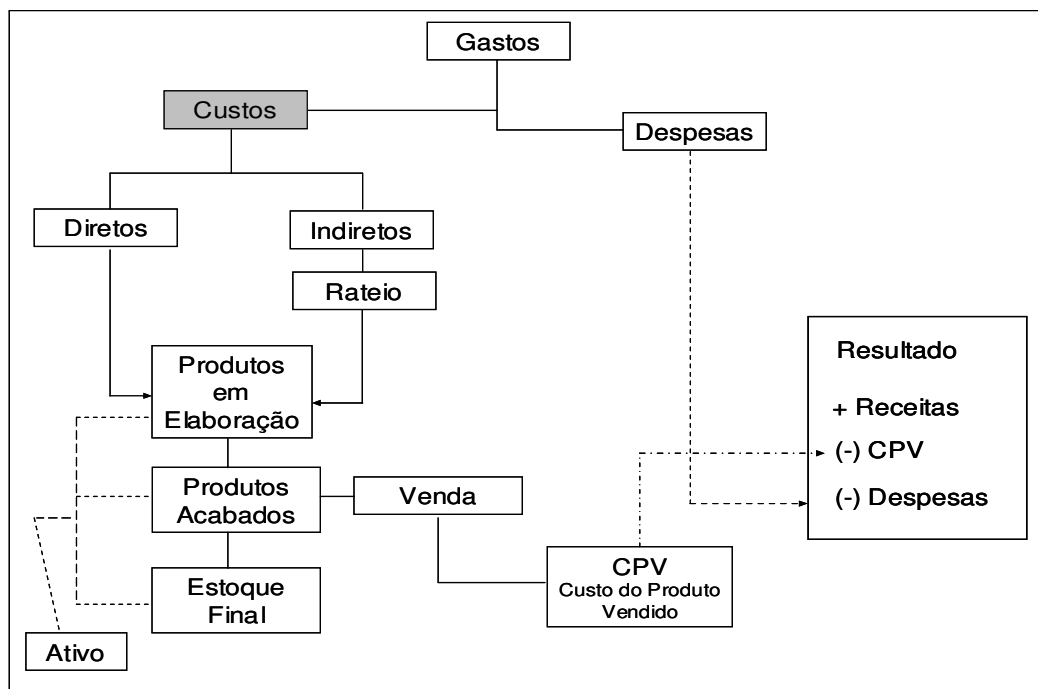 Gastos
Custos
Despesas
Diretos
Indiretos
Rateio
Produtos
em
Elaboração
Resultado
+ Receitas
(-) CPV
(-) Despesas
Produtos
Acabados
Venda
CPV
Custo do Produto
Vendido
Estoque
Final
Ativo